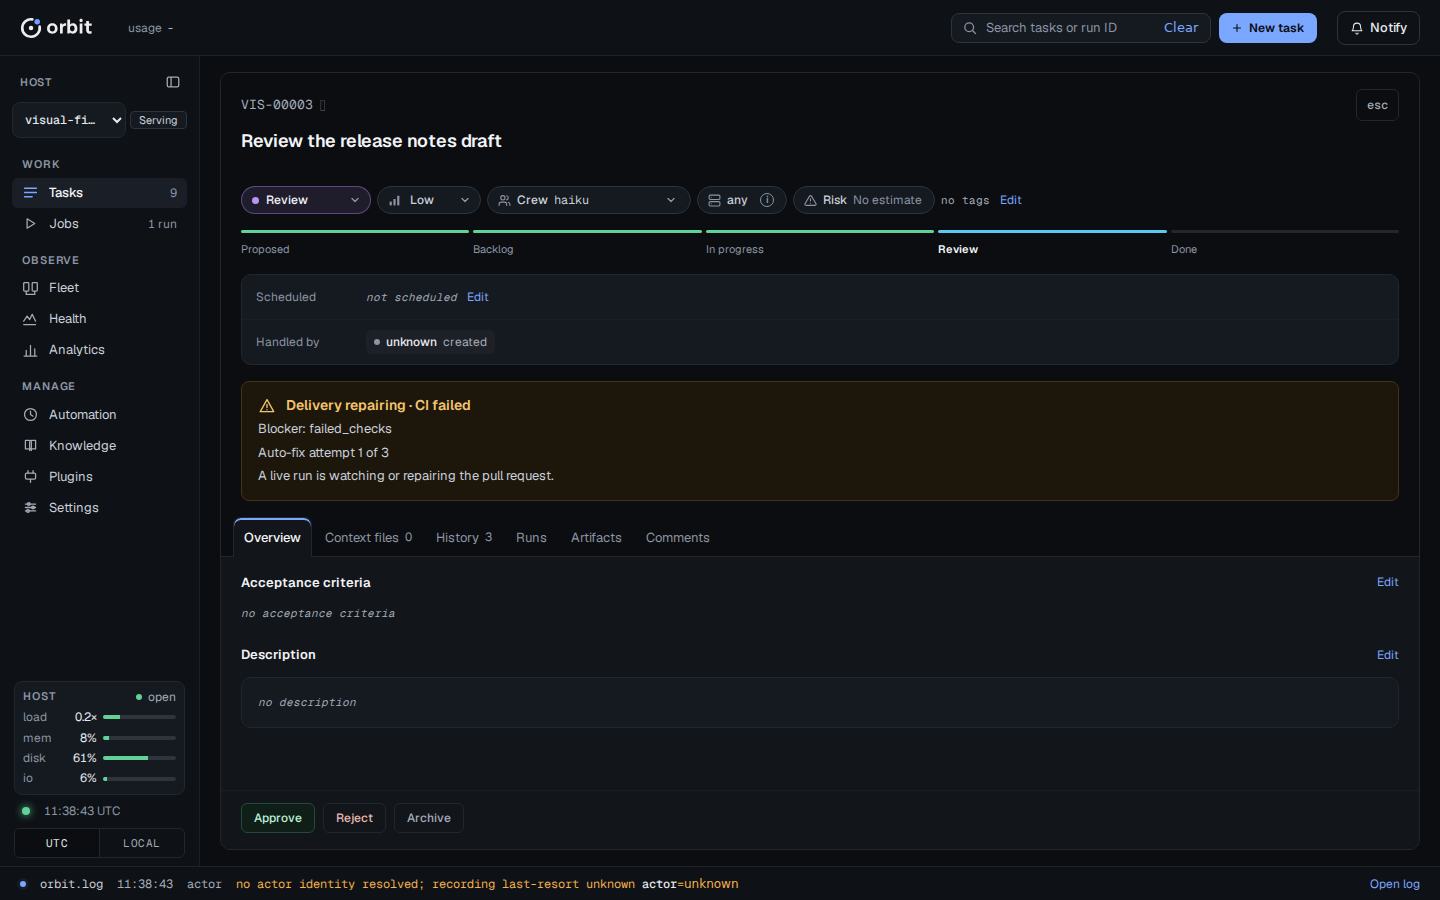 orbit
usage -
Search tasks or run ID
Clear
+ New task
Notify
HOST
visual-fi…
Serving
WORK
Tasks 9
Jobs 1 run
OBSERVE
Fleet
Health
Analytics
MANAGE
Automation
Knowledge
Plugins
Settings
HOST open
load 0.2×
mem 8%
disk 61%
io 6%
11:38:43 UTC
UTC LOCAL
VIS-00003
esc
Review the release notes draft
Review
Low
Crew haiku
any
Risk No estimate
no tags Edit
Proposed Backlog In progress Review Done
Scheduled not scheduled Edit
Handled by unknown created
Delivery repairing · CI failed
Blocker: failed_checks
Auto-fix attempt 1 of 3
A live run is watching or repairing the pull request.
Overview Context files 0 History 3 Runs Artifacts Comments
Acceptance criteria Edit
no acceptance criteria
Description Edit
no description
Approve Reject Archive
orbit.log 11:38:43 actor no actor identity resolved; recording last-resort unknown actor=unknown Open log